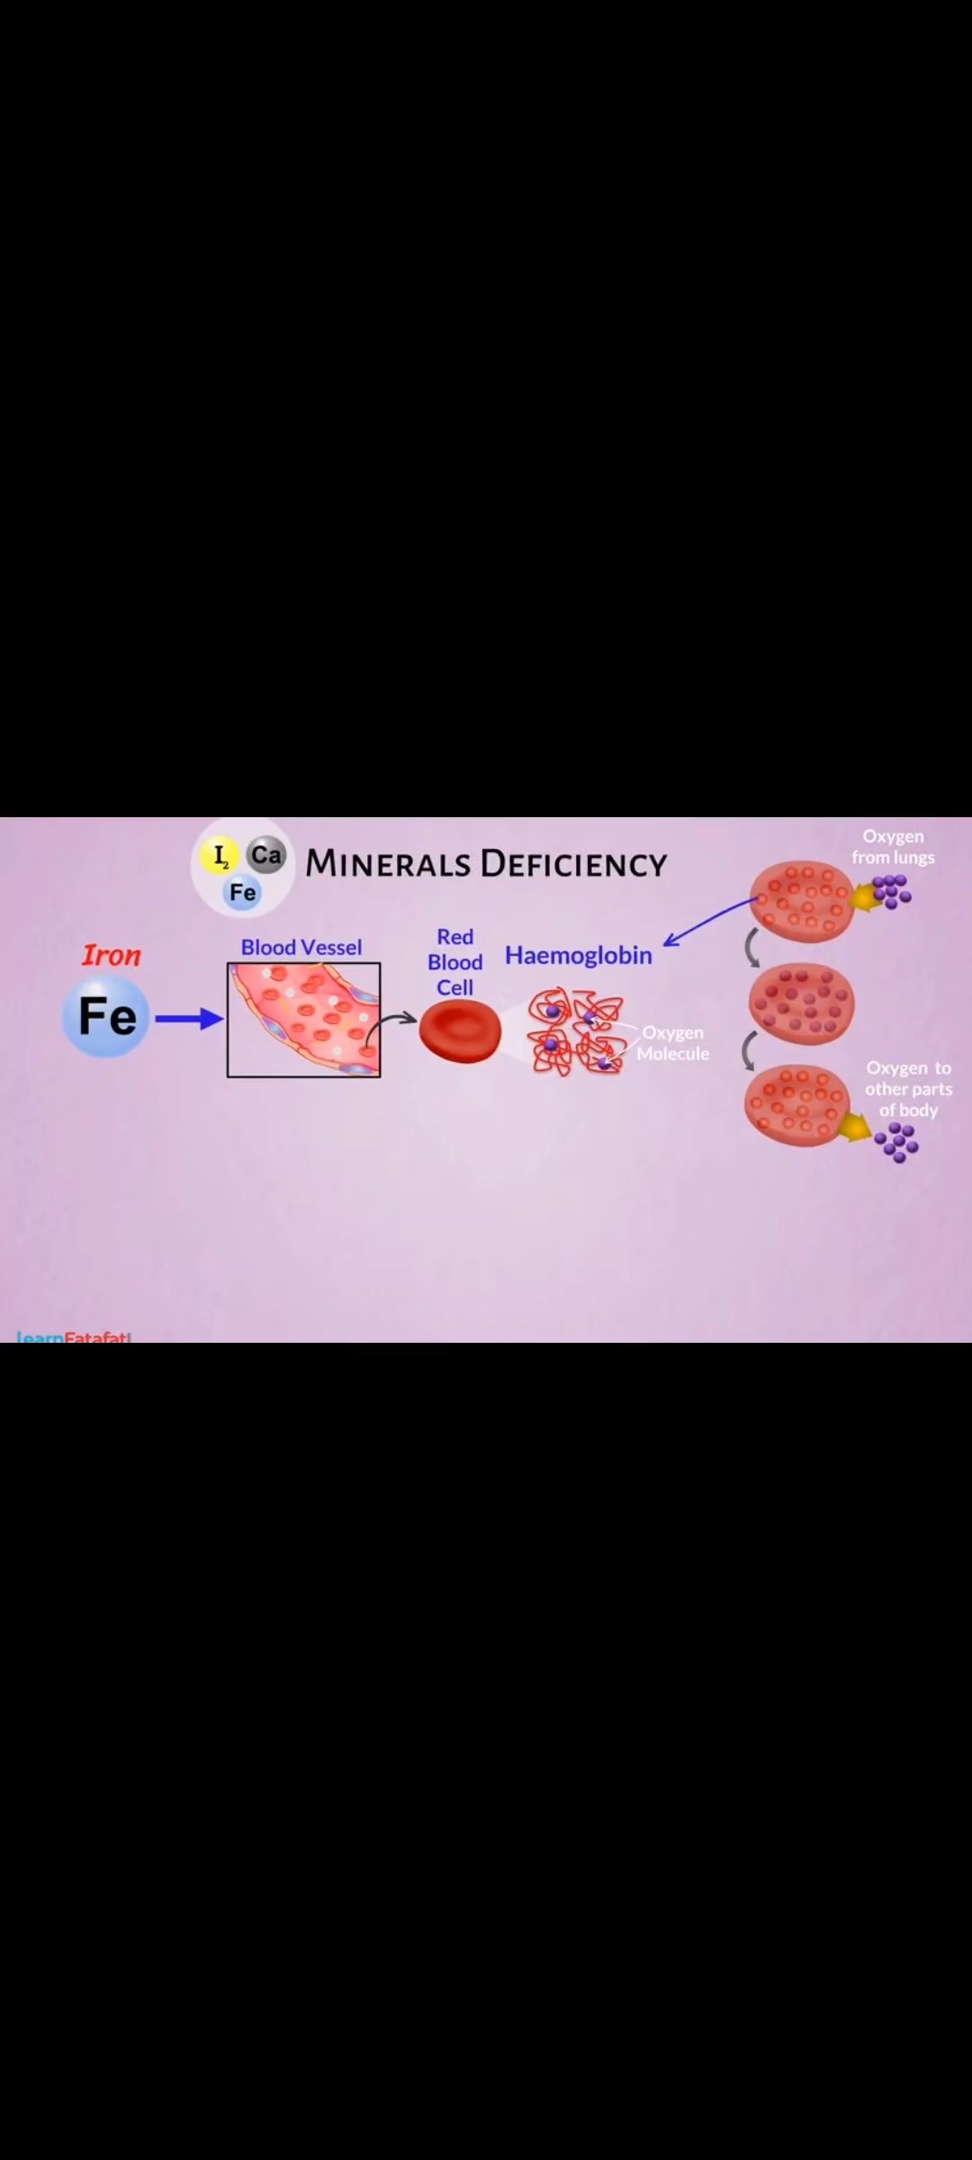 I₂ Ca
Fe
MINERALS DEFICIENCY
Iron
Fe
Blood Vessel
Red
Blood
Cell
Haemoglobin
Oxygen
Molecule
Oxygen
from lungs
Oxygen to
other parts
of body
LearnFatafat